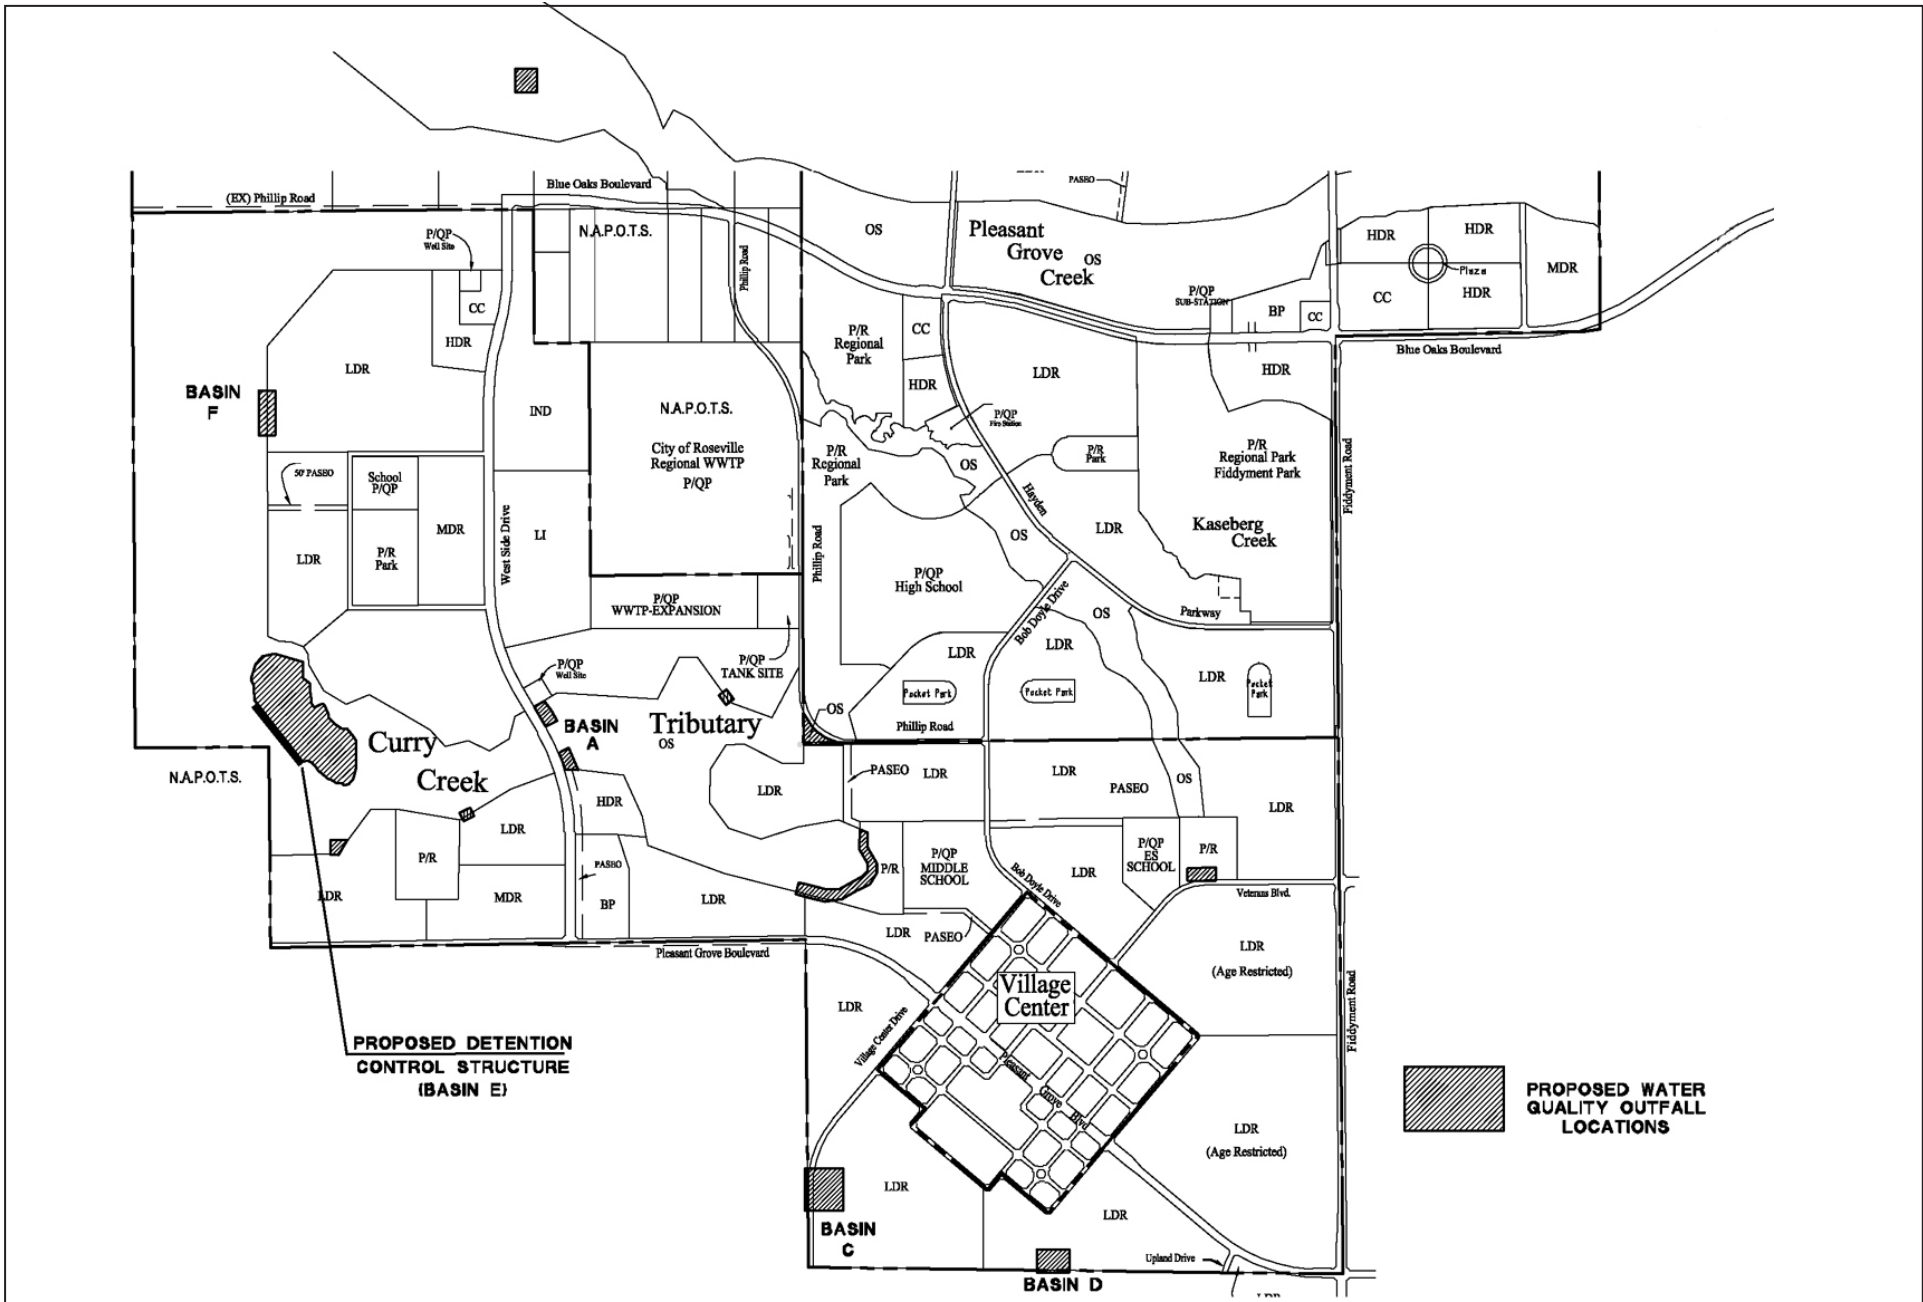 PASEO
(EX) Phillip Road
Blue Oaks Boulevard
P/QP
Well Site
N.A.P.O.T.S.
Phillip Road
OS
Pleasant
Grove
Creek
OS
HDR
HDR
Plaza
MDR
CC
HDR
P/QP
SUB-STATION
BP
CC
Blue Oaks Boulevard
CC
HDR
LDR
BASIN
F
IND
N.A.P.O.T.S.
City of Roseville
Regional WWTP
P/QP
P/R
Regional
Park
CC
HDR
LDR
HDR
P/QP
Fire Station
P/R
Regional
Park
OS
P/R
Park
P/R
Regional Park
Fiddyment Park
Fiddyment Road
50' PASEO
School
P/QP
MDR
P/R
Park
LDR
West Side Drive
LI
Phillip Road
Hayden
OS
LDR
Kaseberg
Creek
P/QP
High School
P/QP
WWTP-EXPANSION
Bob Doyle Drive
OS
Parkway
P/QP
TANK SITE
P/QP
Well Site
LDR
LDR
LDR
Pocket Park
Pocket Park
Pocket
Park
OS
Phillip Road
BASIN
A
Tributary
OS
Curry
Creek
N.A.P.O.T.S.
HDR
LDR
PASEO
LDR
LDR
PASEO
OS
LDR
LDR
P/R
LDR
MDR
PASEO
BP
LDR
P/R
P/QP
MIDDLE
SCHOOL
Bob Doyle Drive
LDR
P/QP
ES
SCHOOL
P/R
Veterans Blvd.
LDR
PASEO
Pleasant Grove Boulevard
LDR
(Age Restricted)
Village
Center
LDR
Village Center Drive
Fiddyment Road
Pleasant
Grove
Blvd
PROPOSED DETENTION
CONTROL STRUCTURE
(BASIN E)
PROPOSED WATER
QUALITY OUTFALL
LOCATIONS
LDR
(Age Restricted)
LDR
LDR
BASIN
C
Upland Drive
BASIN D